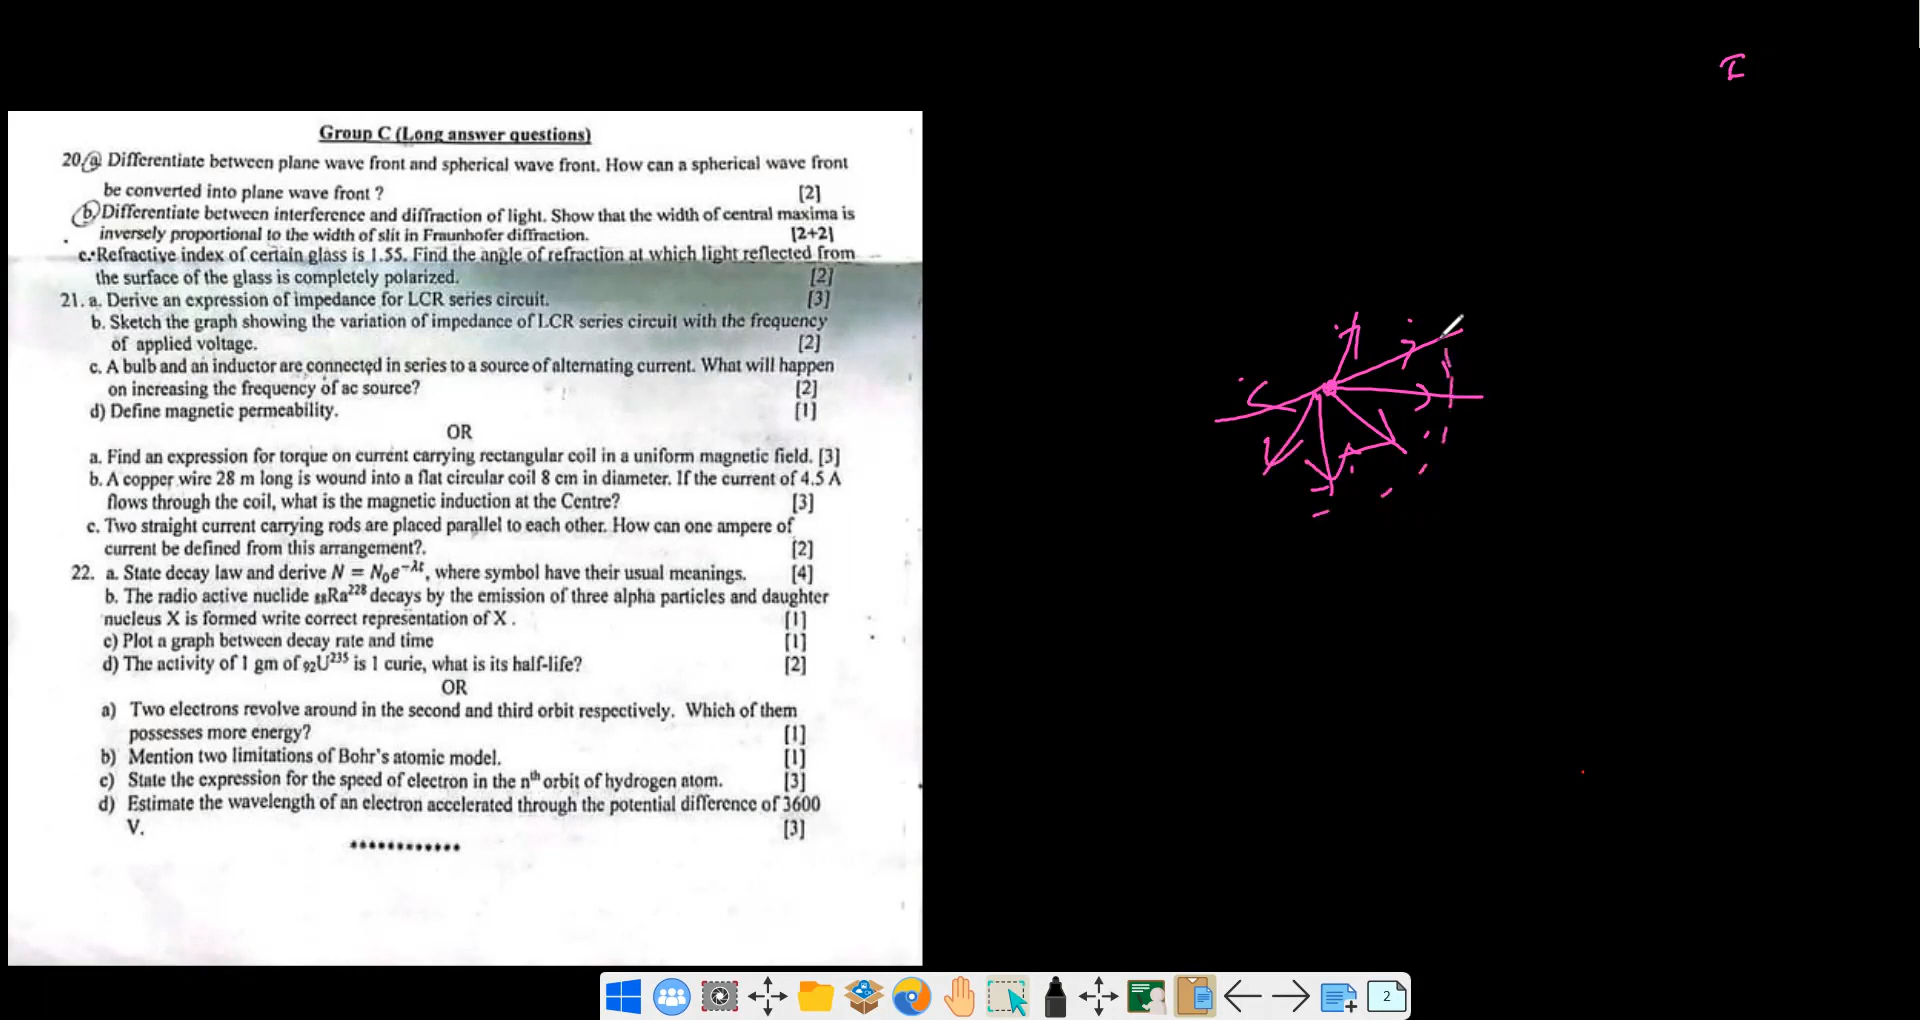 Group C (Long answer questions)
20. a) Differentiate between plane wave front and spherical wave front. How can a spherical wave front
be converted into plane wave front ? [2]
b. Differentiate between interference and diffraction of light. Show that the width of central maxima is
inversely proportional to the width of slit in Fraunhofer diffraction. [2+2]
c. Refractive index of certain glass is 1.55. Find the angle of refraction at which light reflected from
the surface of the glass is completely polarized. [2]
21. a. Derive an expression of impedance for LCR series circuit. [3]
b. Sketch the graph showing the variation of impedance of LCR series circuit with the frequency
of applied voltage. [2]
c. A bulb and an inductor are connected in series to a source of alternating current. What will happen
on increasing the frequency of ac source? [2]
d) Define magnetic permeability. [1]
OR
a. Find an expression for torque on current carrying rectangular coil in a uniform magnetic field. [3]
b. A copper wire 28 m long is wound into a flat circular coil 8 cm in diameter. If the current of 4.5 A
flows through the coil, what is the magnetic induction at the Centre? [3]
c. Two straight current carrying rods are placed parallel to each other. How can one ampere of
current be defined from this arrangement?. [2]
22. a. State decay law and derive N = N₀e⁻λt, where symbol have their usual meanings. [4]
b. The radio active nuclide ₈₈Ra²²⁸ decays by the emission of three alpha particles and daughter
nucleus X is formed write correct representation of X . [1]
c) Plot a graph between decay rate and time [1]
d) The activity of 1 gm of ₉₂U²³⁵ is 1 curie, what is its half-life? [2]
OR
a) Two electrons revolve around in the second and third orbit respectively. Which of them
possesses more energy? [1]
b) Mention two limitations of Bohr's atomic model. [1]
c) State the expression for the speed of electron in the nᵗʰ orbit of hydrogen atom. [3]
d) Estimate the wavelength of an electron accelerated through the potential difference of 3600
V. [3]
************
I
2